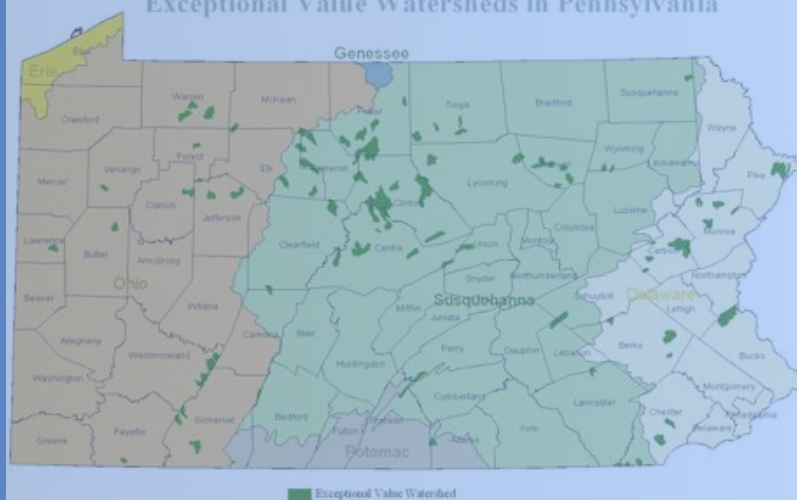 Exceptional Value Watersheds in Pennsylvania
Genessee
Erie
Erie
Crawford
Warren
McKean
Potter
Tioga
Bradford
Susquehanna
Wayne
Forest
Elk
Cameron
Wyoming
Lackawanna
Pike
Mercer
Venango
Clarion
Jefferson
Clinton
Lycoming
Luzerne
Monroe
Lawrence
Butler
Armstrong
Clearfield
Centre
Union
Montour
Columbia
Carbon
Ohio
Snyder
Northumberland
Northampton
Beaver
Indiana
Mifflin
Juniata
Susquehanna
Schuylkill
Delaware
Lehigh
Allegheny
Cambria
Blair
Perry
Dauphin
Lebanon
Berks
Bucks
Westmoreland
Huntingdon
Washington
Cumberland
Lancaster
Montgomery
Somerset
Bedford
Chester
Philadelphia
Greene
Fayette
Fulton
Franklin
Adams
York
Delaware
Potomac
Exceptional Value Watershed